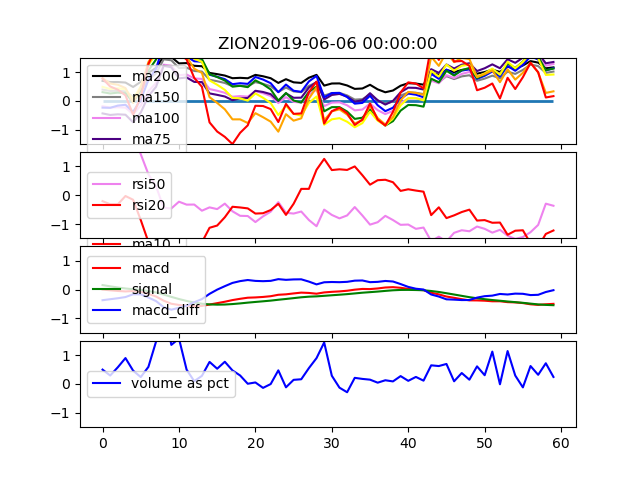 ZION2019-06-06 00:00:00
1
0
−1
ma200
ma150
ma100
ma75
1
0
−1
rsi50
rsi20
ma10
1
0
−1
macd
signal
macd_diff
1
0
−1
volume as pct
0 10 20 30 40 50 60